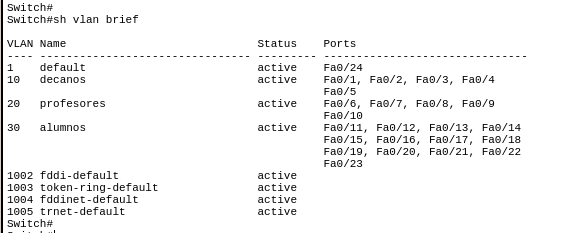 Switch#
Switch#sh vlan brief
VLAN Name                             Status    Ports
---- -------------------------------- --------- -------------------------------
1    default                          active    Fa0/24
10   decanos                          active    Fa0/1, Fa0/2, Fa0/3, Fa0/4
                                                Fa0/5
20   profesores                       active    Fa0/6, Fa0/7, Fa0/8, Fa0/9
                                                Fa0/10
30   alumnos                          active    Fa0/11, Fa0/12, Fa0/13, Fa0/14
                                                Fa0/15, Fa0/16, Fa0/17, Fa0/18
                                                Fa0/19, Fa0/20, Fa0/21, Fa0/22
                                                Fa0/23
1002 fddi-default                     active
1003 token-ring-default               active
1004 fddinet-default                  active
1005 trnet-default                    active
Switch#